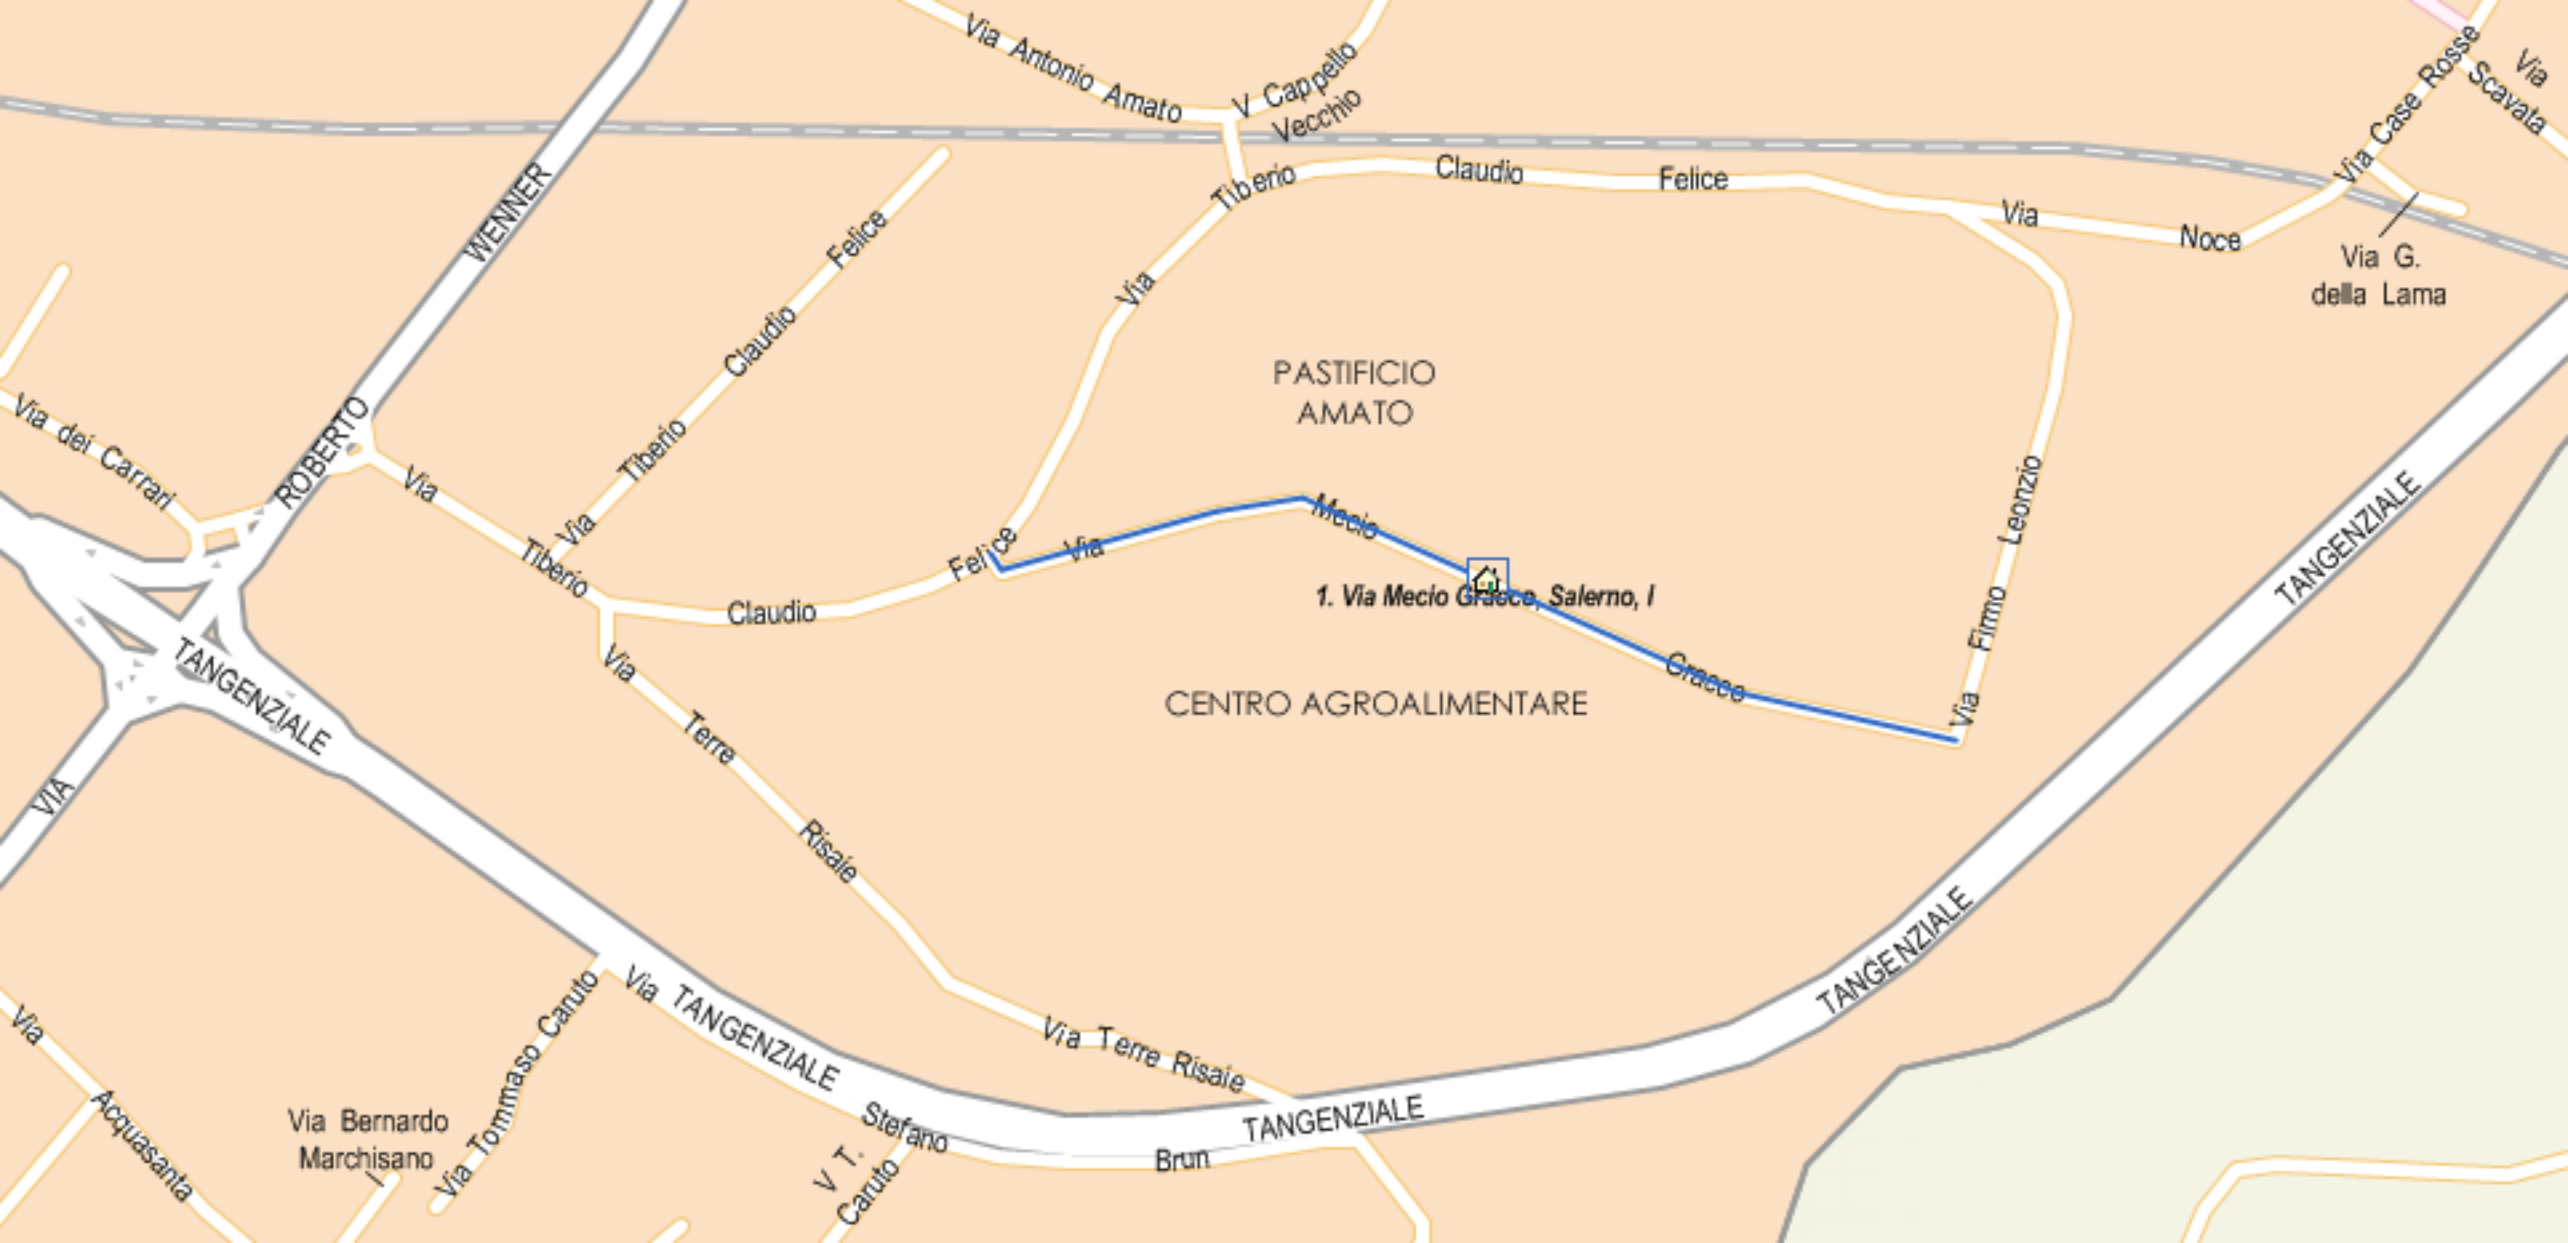 Via Antonio Amato
V Cappello
Vecchio
Via Case Rosse
Via
Scavata
WENNER
Tiberio
Claudio
Felice
Via
Noce
Via G.
della Lama
Via
Via Tiberio Claudio Felice
PASTIFICIO
AMATO
Via dei Carrari
ROBERTO
Via
Tiberio
Claudio
Felice
Via
Mecio
1. Via Mecio Gracco, Salerno, I
Gracco
Via Firmo Leonzio
TANGENZIALE
CENTRO AGROALIMENTARE
TANGENZIALE
VIA
Via
Terre
Risaie
TANGENZIALE
Via
TANGENZIALE
Via Terre Risaie
TANGENZIALE
Stefano
Brun
Via
Acquasanta
Via Bernardo
Marchisano
Via Tommaso Caruto
V T.
Caruto